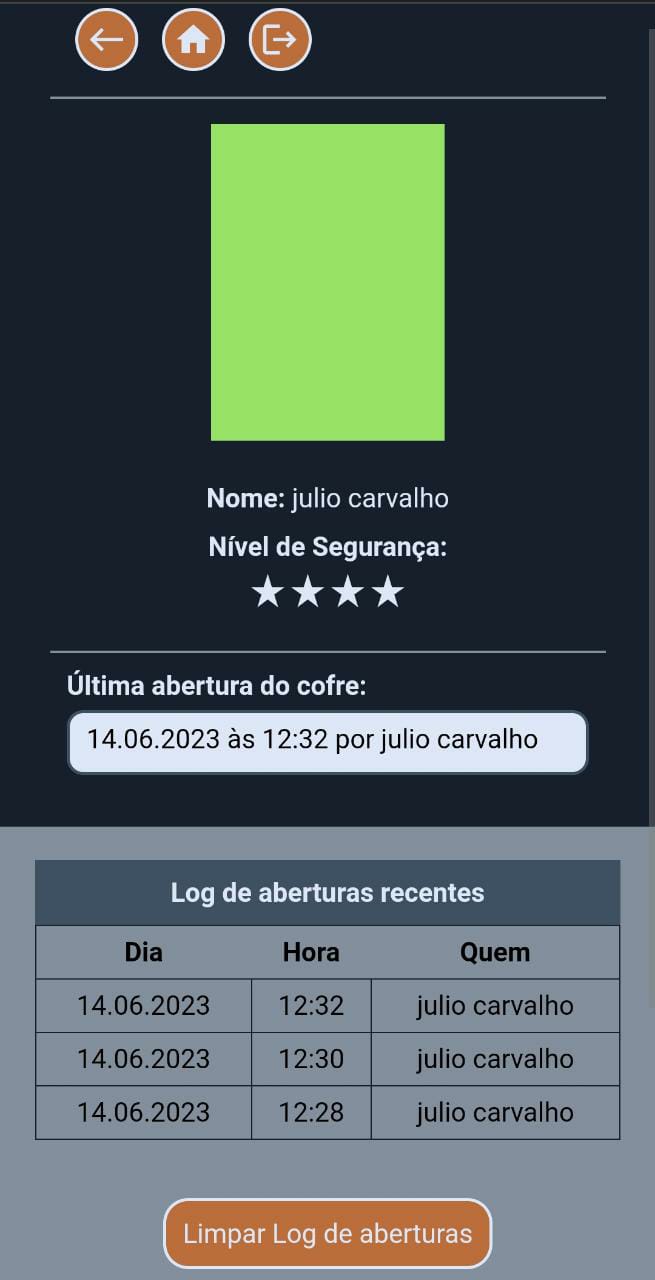 Nome: julio carvalho
Nível de Segurança:
Última abertura do cofre:
14.06.2023 às 12:32 por julio carvalho
Log de aberturas recentes
Dia Hora Quem
14.06.2023 12:32 julio carvalho
14.06.2023 12:30 julio carvalho
14.06.2023 12:28 julio carvalho
Limpar Log de aberturas